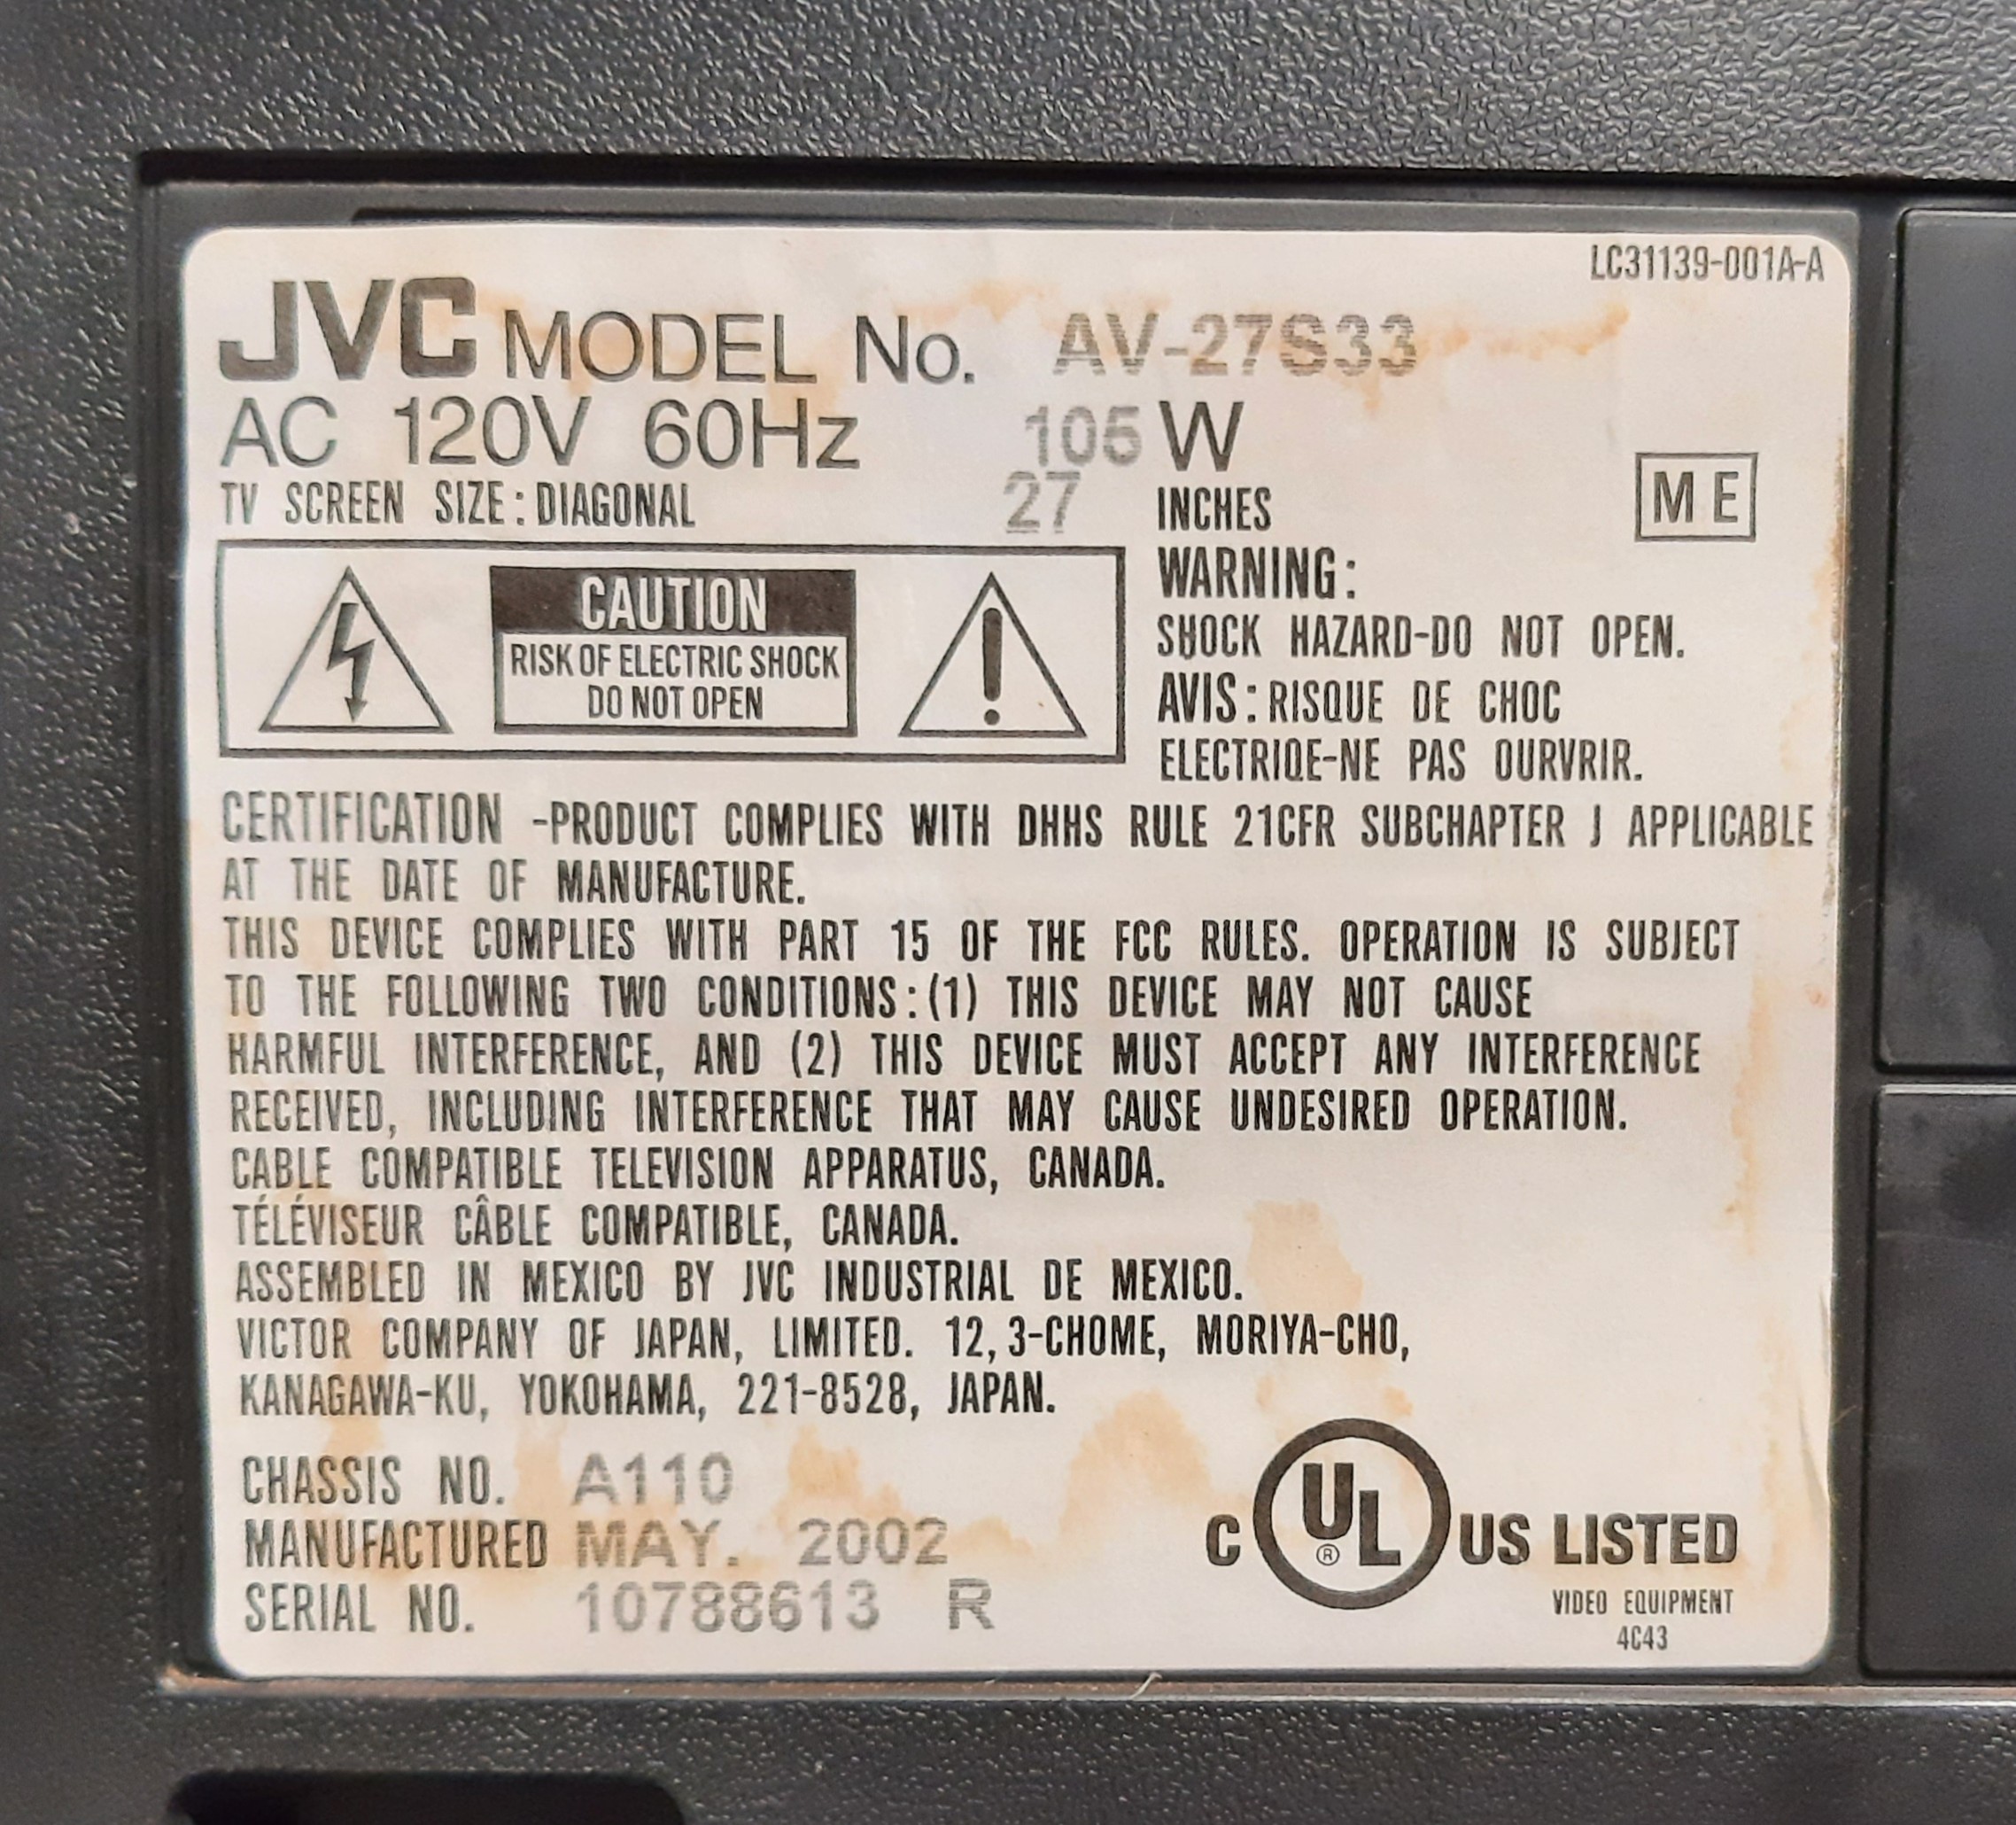 LC31139-001A-A
JVC MODEL No. AV-27S33
AC 120V 60Hz 105 W
TV SCREEN SIZE: DIAGONAL 27 INCHES
M E
CAUTION
RISK OF ELECTRIC SHOCK
DO NOT OPEN
WARNING:
SHOCK HAZARD-DO NOT OPEN.
AVIS: RISQUE DE CHOC
ELECTRIQE-NE PAS OURVRIR.
CERTIFICATION -PRODUCT COMPLIES WITH DHHS RULE 21CFR SUBCHAPTER J APPLICABLE
AT THE DATE OF MANUFACTURE.
THIS DEVICE COMPLIES WITH PART 15 OF THE FCC RULES. OPERATION IS SUBJECT
TO THE FOLLOWING TWO CONDITIONS: (1) THIS DEVICE MAY NOT CAUSE
HARMFUL INTERFERENCE, AND (2) THIS DEVICE MUST ACCEPT ANY INTERFERENCE
RECEIVED, INCLUDING INTERFERENCE THAT MAY CAUSE UNDESIRED OPERATION.
CABLE COMPATIBLE TELEVISION APPARATUS, CANADA.
TÉLÉVISEUR CÂBLE COMPATIBLE, CANADA.
ASSEMBLED IN MEXICO BY JVC INDUSTRIAL DE MEXICO.
VICTOR COMPANY OF JAPAN, LIMITED. 12, 3-CHOME, MORIYA-CHO,
KANAGAWA-KU, YOKOHAMA, 221-8528, JAPAN.
CHASSIS NO. A110
MANUFACTURED MAY. 2002
SERIAL NO. 10788613 R
C UL® US LISTED
VIDEO EQUIPMENT
4C43